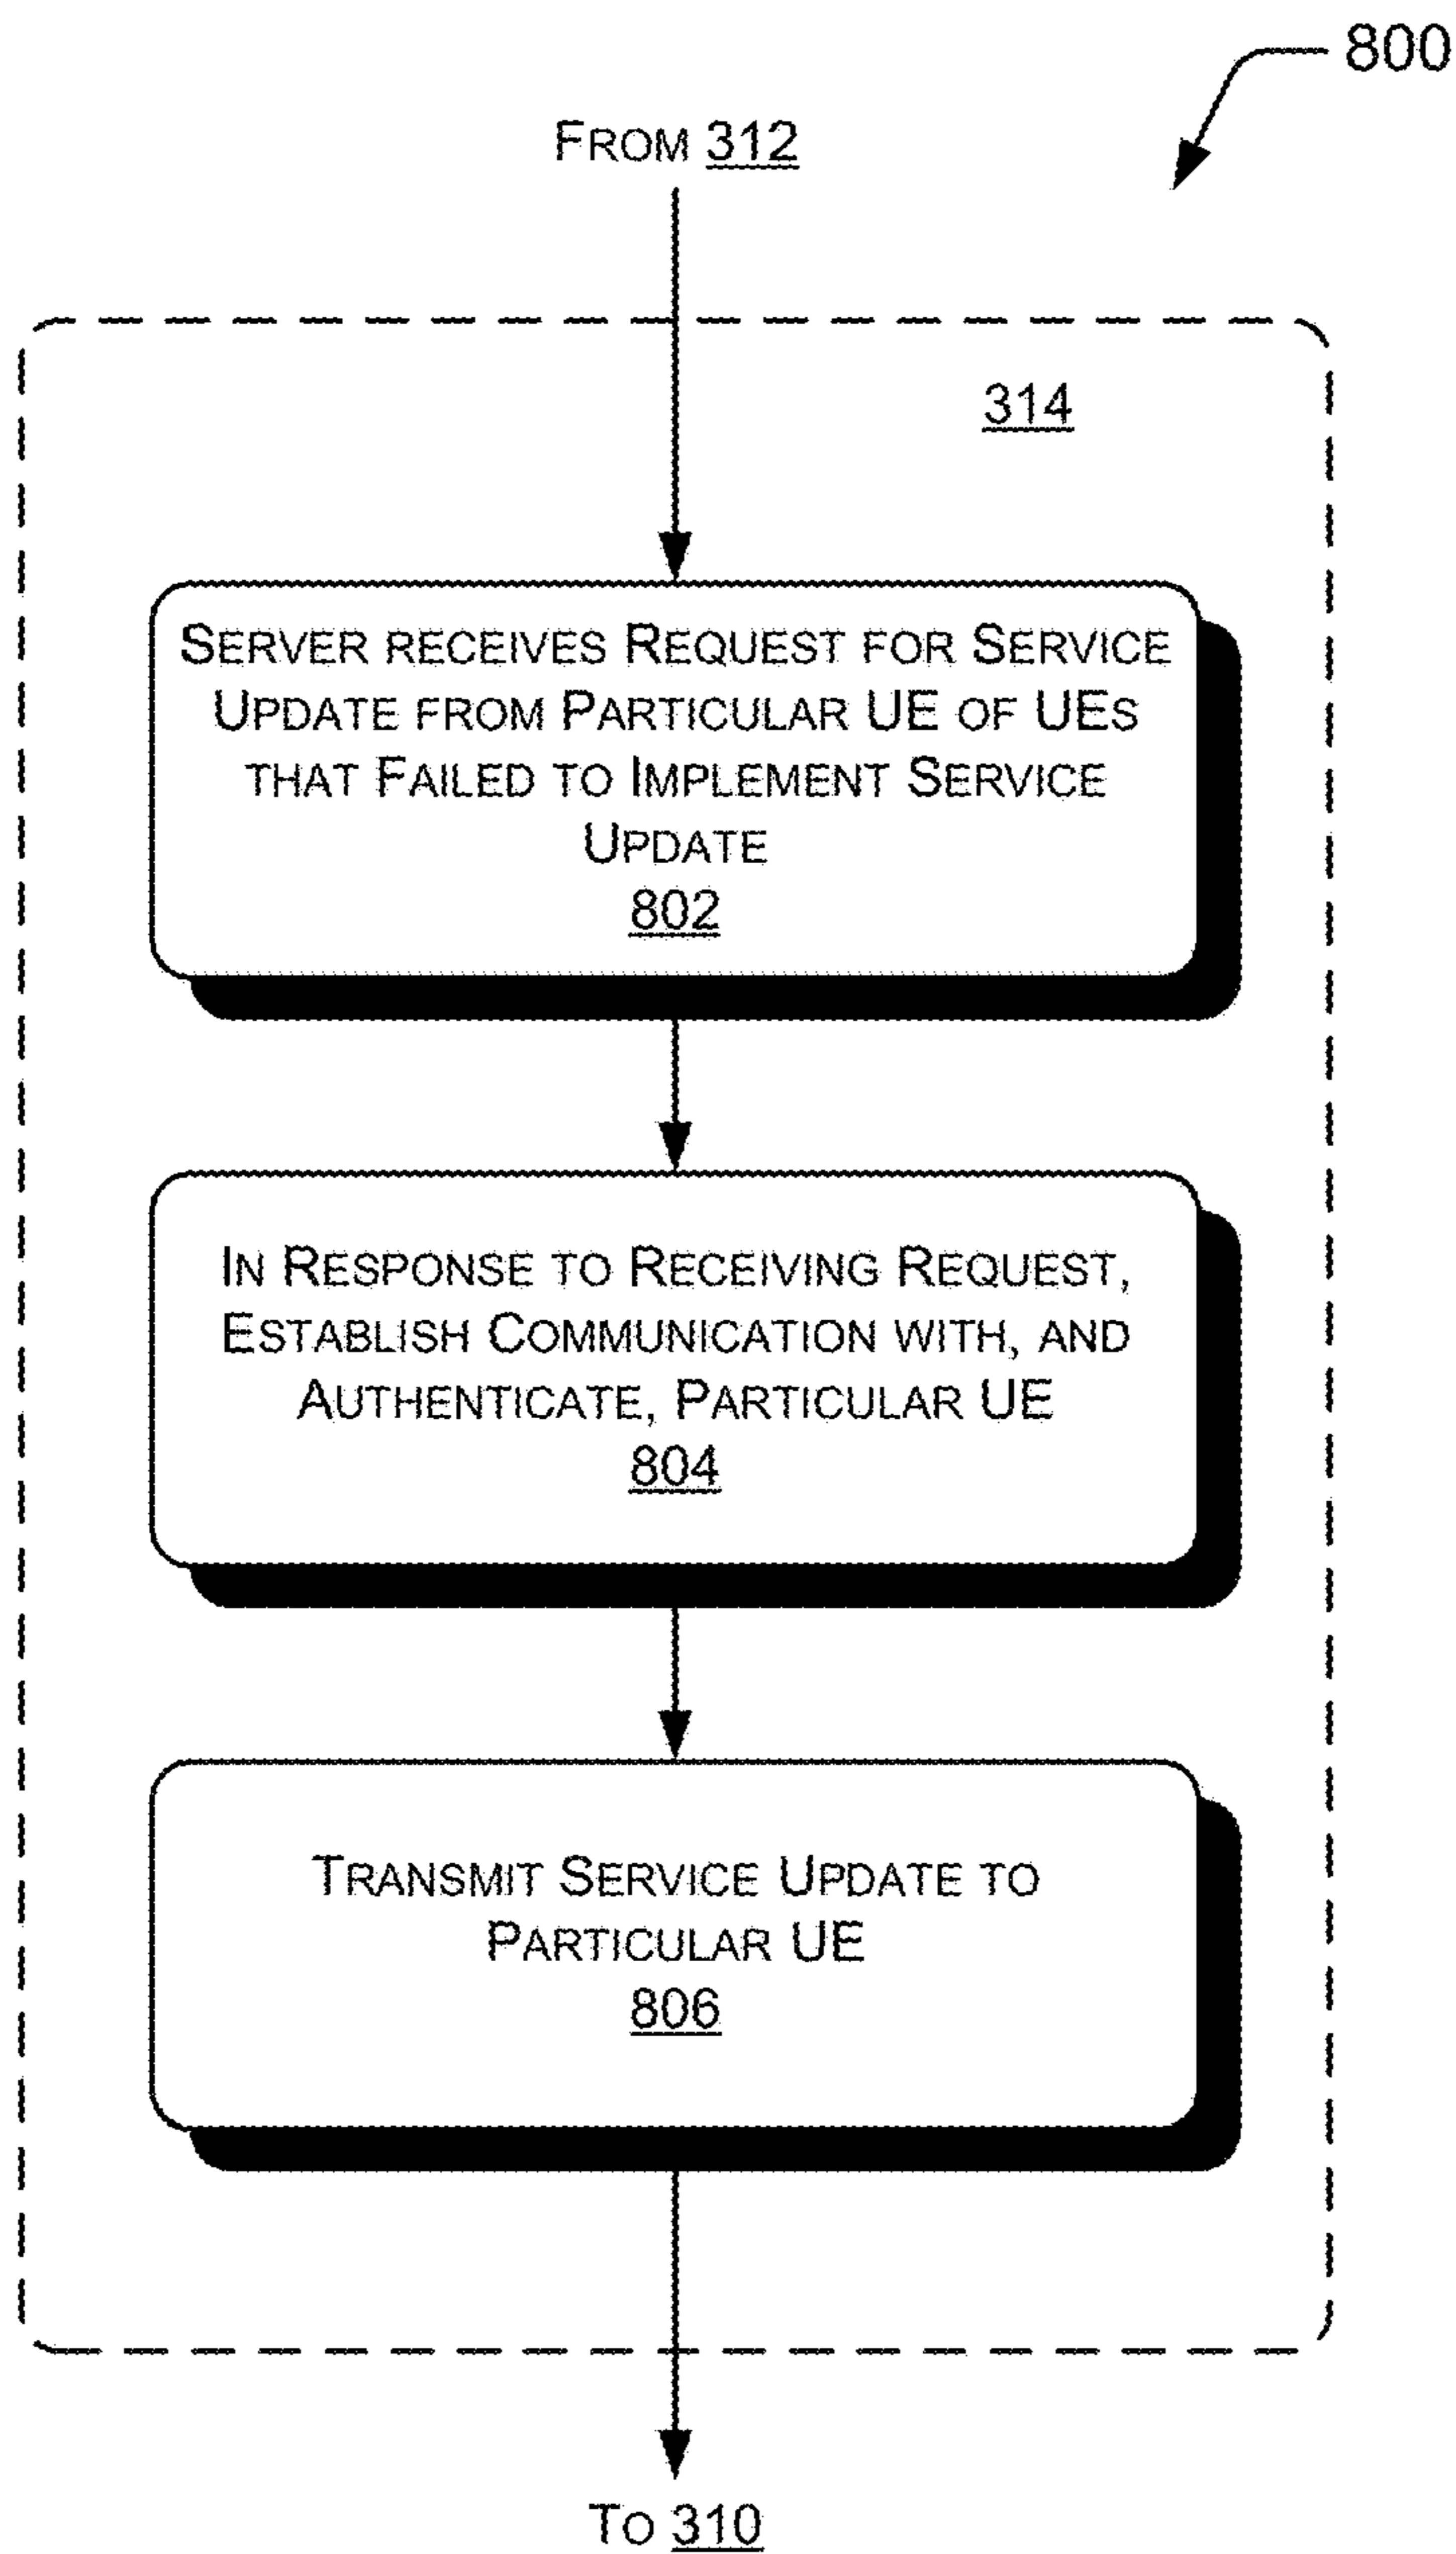 800
FROM 312
314
SERVER RECEIVES REQUEST FOR SERVICE
UPDATE FROM PARTICULAR UE OF UES
THAT FAILED TO IMPLEMENT SERVICE
UPDATE
802
IN RESPONSE TO RECEIVING REQUEST,
ESTABLISH COMMUNICATION WITH, AND
AUTHENTICATE, PARTICULAR UE
804
TRANSMIT SERVICE UPDATE TO
PARTICULAR UE
806
TO 310